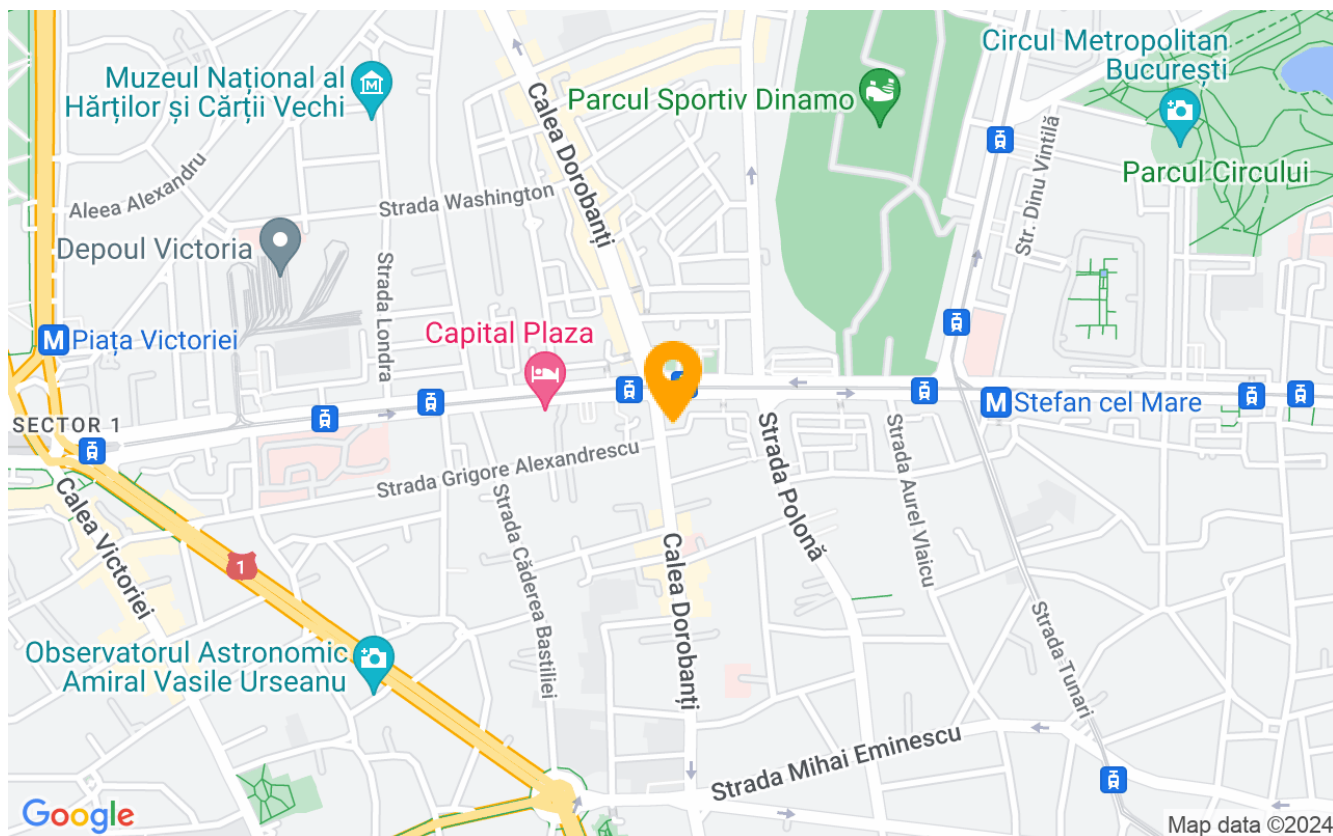 Circul Metropolitan
București
Muzeul Național al
Hărților și Cărții Vechi
Parcul Sportiv Dinamo
Calea Dorobanți
Str. Dinu Vintilă
Parcul Circului
Aleea Alexandru
Strada Washington
Depoul Victoria
Strada Londra
M Piața Victoriei
Capital Plaza
M Stefan cel Mare
SECTOR 1
Strada Grigore Alexandrescu
Strada Polonă
Strada Aurel Vlaicu
Calea Victoriei
Strada Căderea Bastiliei
Calea Dorobanți
1
Strada Tunari
Observatorul Astronomic
Amiral Vasile Urseanu
Strada Mihai Eminescu
Google
Map data ©2024